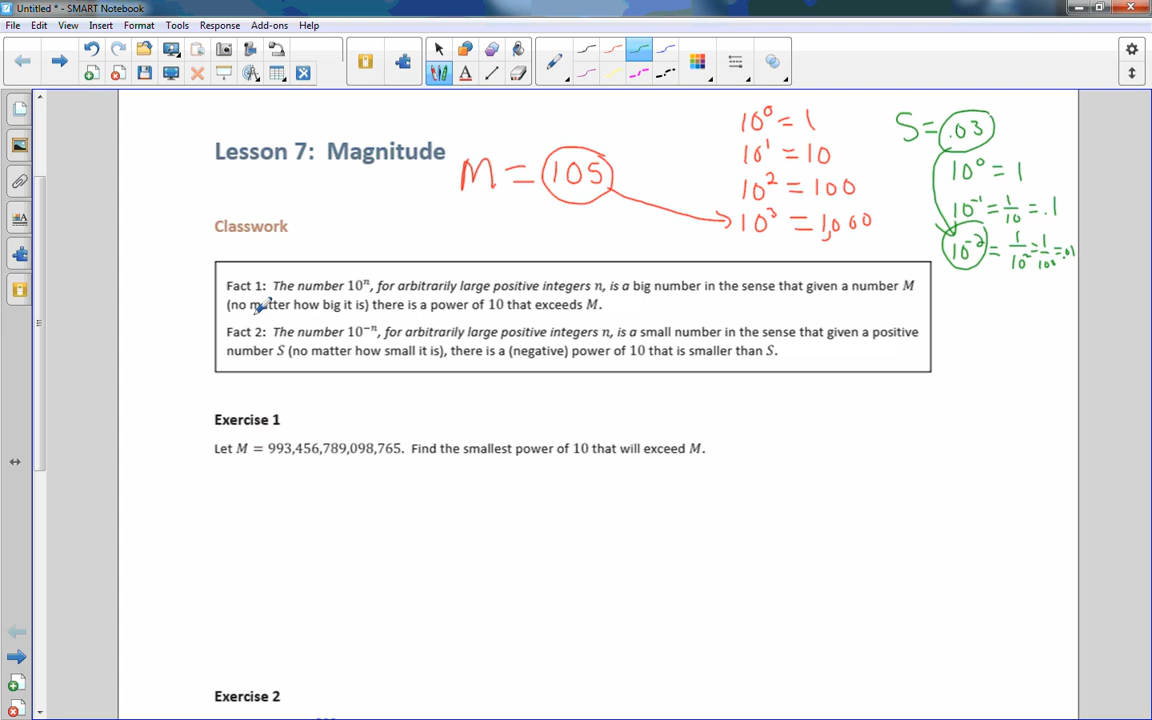 Untitled * - SMART Notebook
File Edit View Insert Format Tools Response Add-ons Help
Lesson 7: Magnitude
M = 105
10⁰ = 1
10¹ = 10
10² = 100
10³ = 1,000
S = .03
10⁰ = 1
10⁻¹ = 1/10 = .1
10⁻² = 1/10² = 1/100 = .01
Classwork
Fact 1: The number 10ⁿ, for arbitrarily large positive integers n, is a big number in the sense that given a number M
(no matter how big it is) there is a power of 10 that exceeds M.
Fact 2: The number 10⁻ⁿ, for arbitrarily large positive integers n, is a small number in the sense that given a positive
number S (no matter how small it is), there is a (negative) power of 10 that is smaller than S.
Exercise 1
Let M = 993,456,789,098,765. Find the smallest power of 10 that will exceed M.
Exercise 2